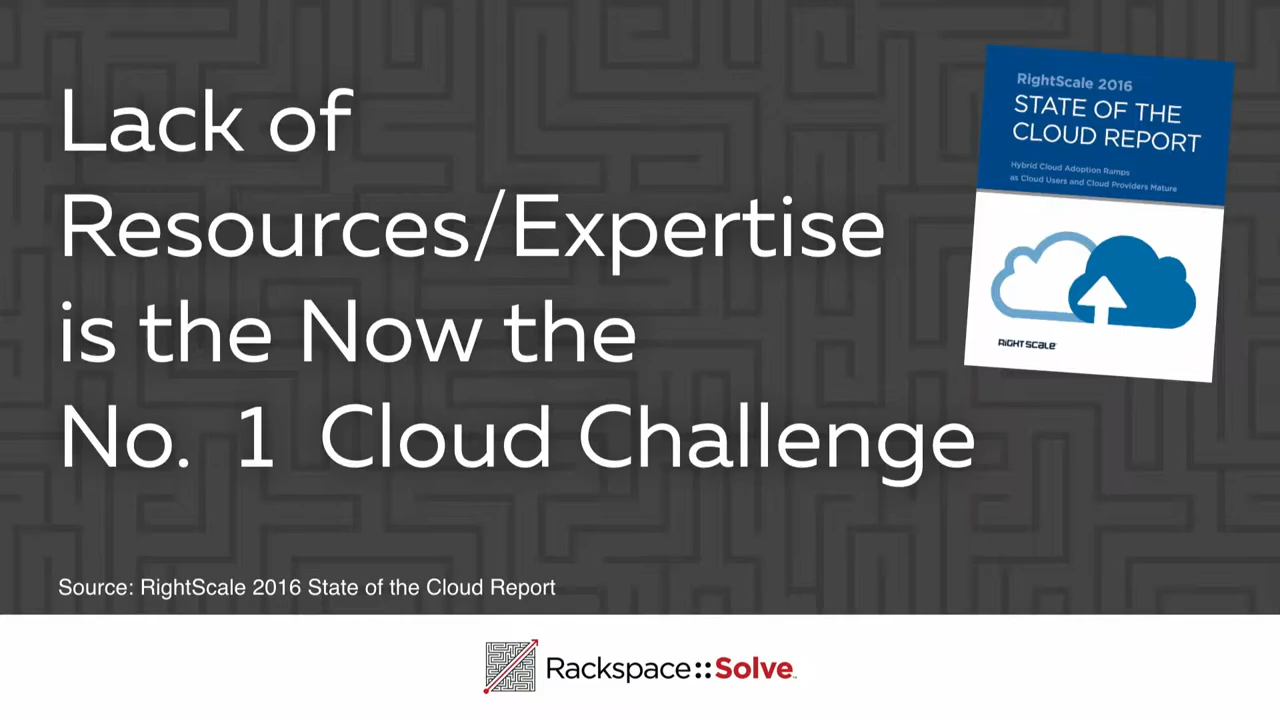 Lack of
Resources/Expertise
is the Now the
No. 1 Cloud Challenge
RightScale 2016
STATE OF THE
CLOUD REPORT
Hybrid Cloud Adoption Ramps
as Cloud Users and Cloud Providers Mature
RIGHTSCALE
Source: RightScale 2016 State of the Cloud Report
Rackspace::Solve